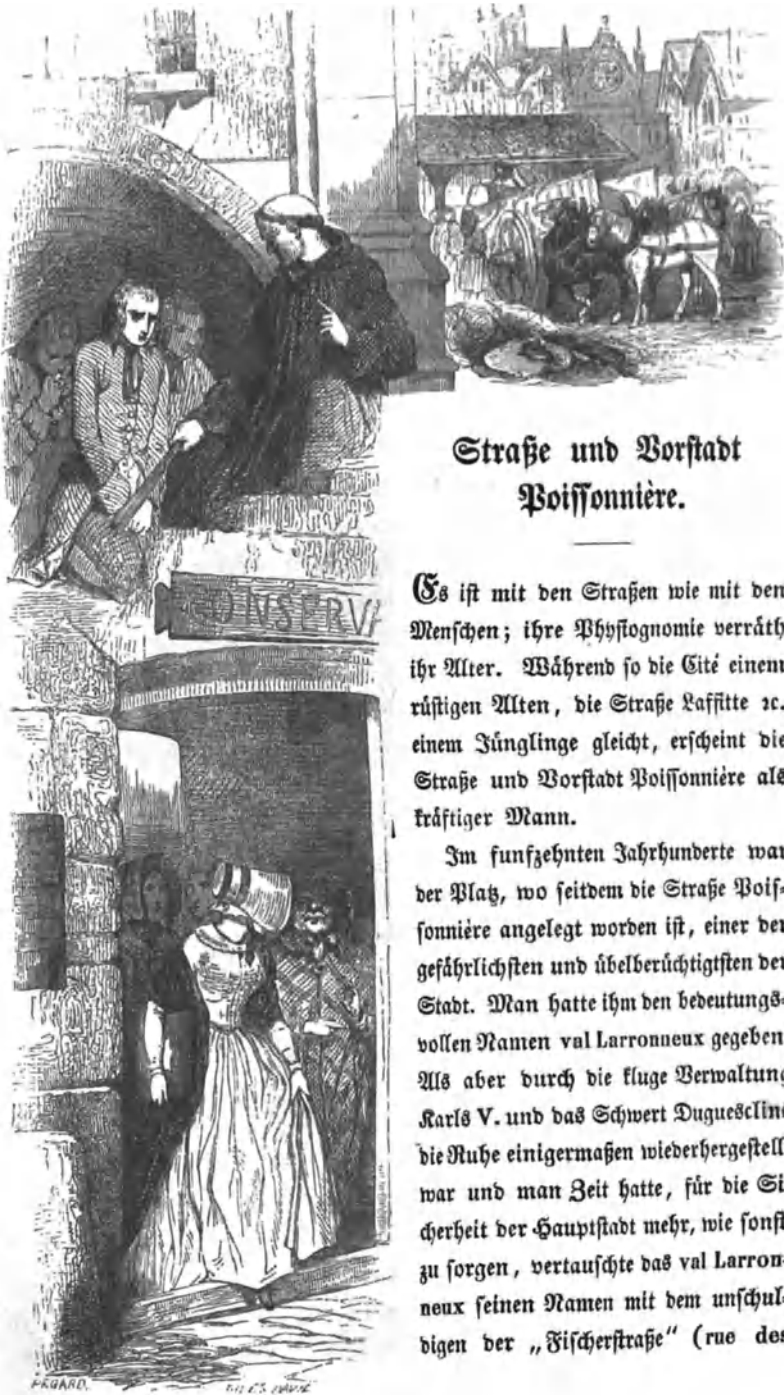 Straße und Vorstadt
Poissonnière.
Es ist mit den Straßen wie mit den
Menschen; ihre Physiognomie verräth
ihr Alter. Während so die Cité einem
rüstigen Alten, die Straße Laffitte ꝛc.
einem Jünglinge gleicht, erscheint die
Straße und Vorstadt Poissonnière als
kräftiger Mann.
Im funfzehnten Jahrhunderte war
der Platz, wo seitdem die Straße Pois-
sonnière angelegt worden ist, einer der
gefährlichsten und übelberüchtigtsten der
Stadt. Man hatte ihm den bedeutungs-
vollen Namen val Larronneux gegeben.
Als aber durch die kluge Verwaltung
Karls V. und das Schwert Duguesclins
die Ruhe einigermaßen wiederhergestellt
war und man Zeit hatte, für die Si-
cherheit der Hauptstadt mehr, wie sonst
zu sorgen, vertauschte das val Larron-
neux seinen Namen mit dem unschul-
digen der „Fischerstraße“ (rue des
CONSERVA
PEGARD.